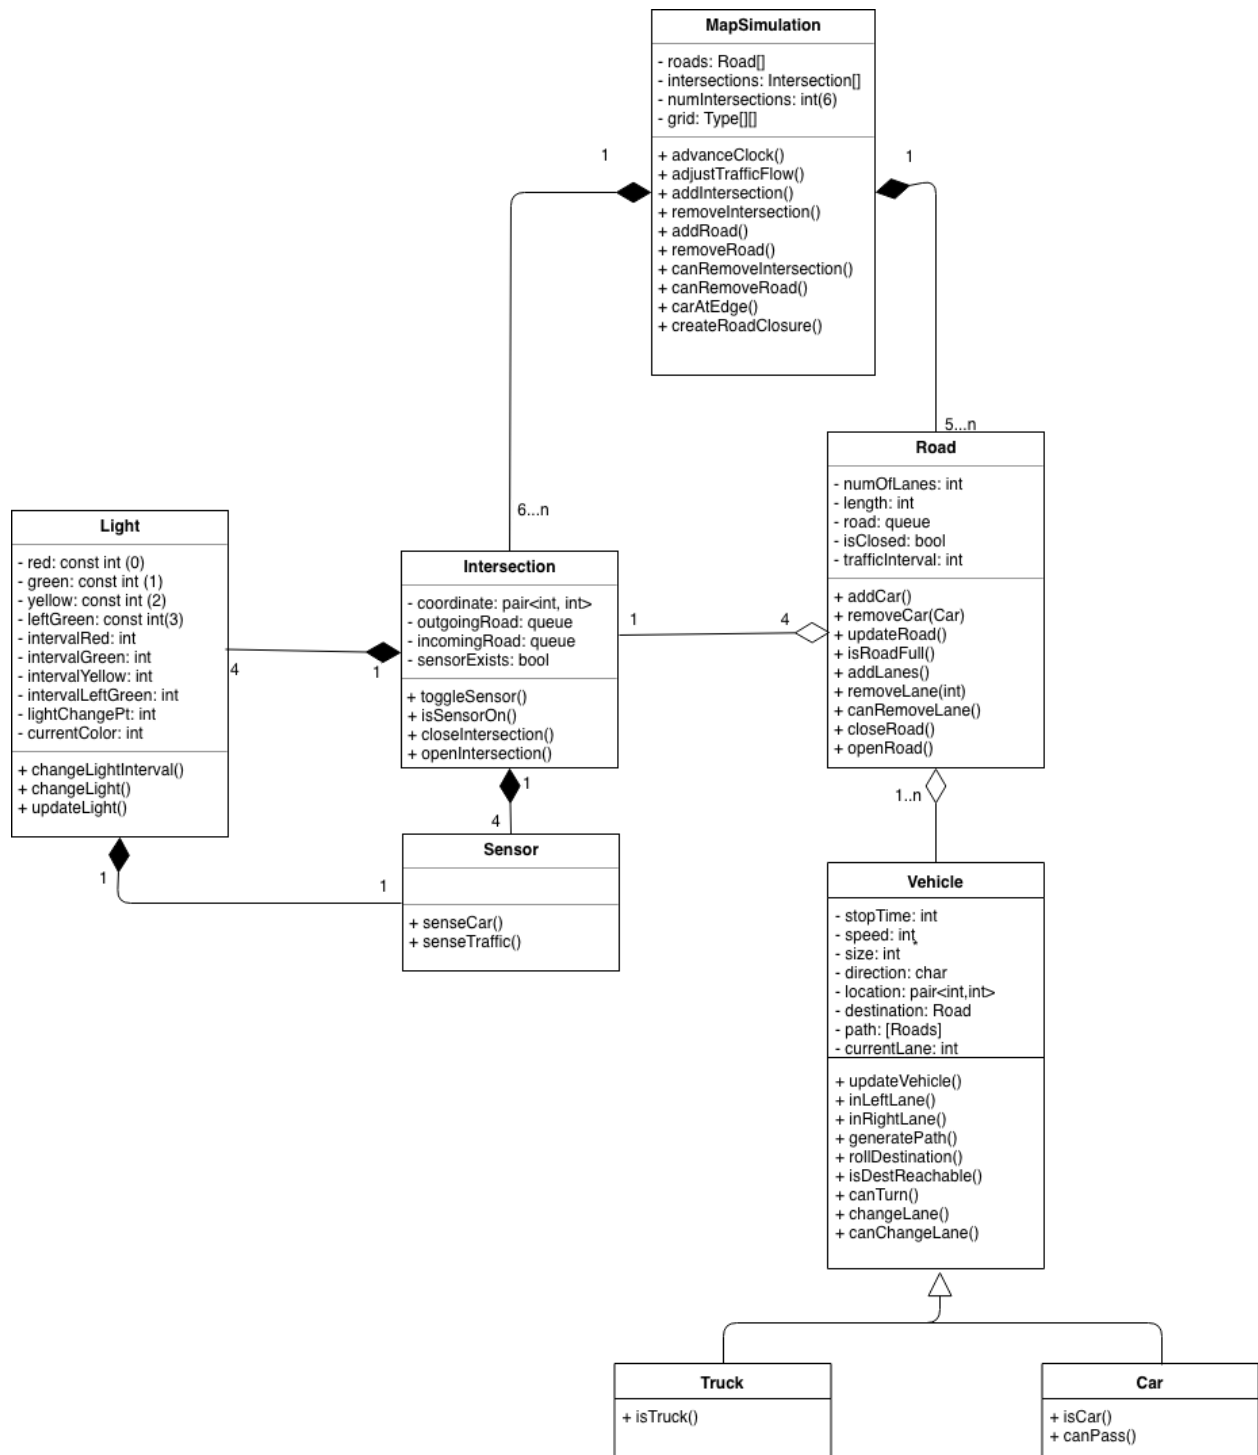 MapSimulation
- roads: Road[]
- intersections: Intersection[]
- numIntersections: int(6)
- grid: Type[][]
+ advanceClock()
+ adjustTrafficFlow()
+ addIntersection()
+ removeIntersection()
+ addRoad()
+ removeRoad()
+ canRemoveIntersection()
+ canRemoveRoad()
+ carAtEdge()
+ createRoadClosure()
1
1
5...n
6...n
Road
- numOfLanes: int
- length: int
- road: queue
- isClosed: bool
- trafficInterval: int
+ addCar()
+ removeCar(Car)
+ updateRoad()
+ isRoadFull()
+ addLanes()
+ removeLane(int)
+ canRemoveLane()
+ closeRoad()
+ openRoad()
Light
- red: const int (0)
- green: const int (1)
- yellow: const int (2)
- leftGreen: const int(3)
- intervalRed: int
- intervalGreen: int
- intervalYellow: int
- intervalLeftGreen: int
- lightChangePt: int
- currentColor: int
+ changeLightInterval()
+ changeLight()
+ updateLight()
Intersection
- coordinate: pair<int, int>
- outgoingRoad: queue
- incomingRoad: queue
- sensorExists: bool
+ toggleSensor()
+ isSensorOn()
+ closeIntersection()
+ openIntersection()
1
4
4
1
1
4
1
1
1..n
Sensor
+ senseCar()
+ senseTraffic()
Vehicle
- stopTime: int
- speed: int
- size: int
- direction: char
- location: pair<int,int>
- destination: Road
- path: [Roads]
- currentLane: int
+ updateVehicle()
+ inLeftLane()
+ inRightLane()
+ generatePath()
+ rollDestination()
+ isDestReachable()
+ canTurn()
+ changeLane()
+ canChangeLane()
Truck
+ isTruck()
Car
+ isCar()
+ canPass()